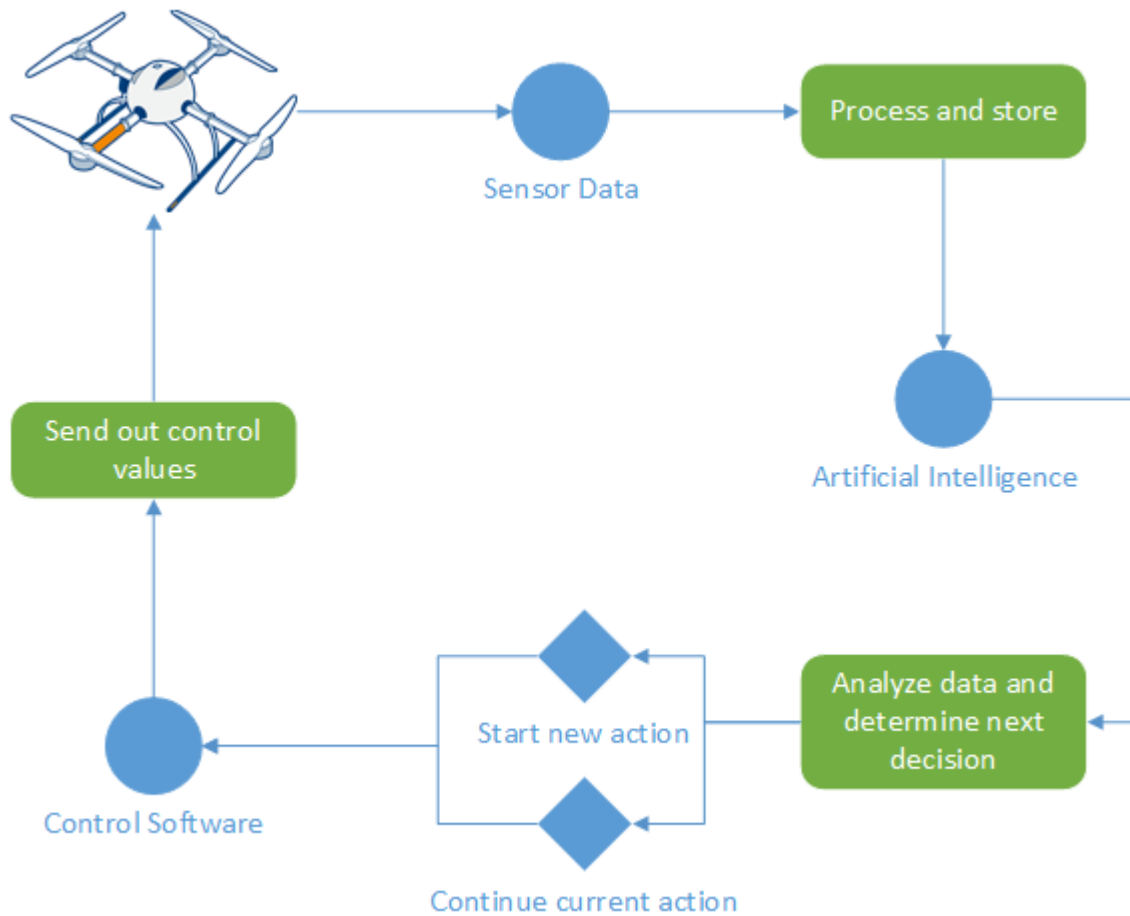 Process and store
Sensor Data
Send out control
values
Artificial Intelligence
Analyze data and
determine next
decision
Start new action
Control Software
Continue current action